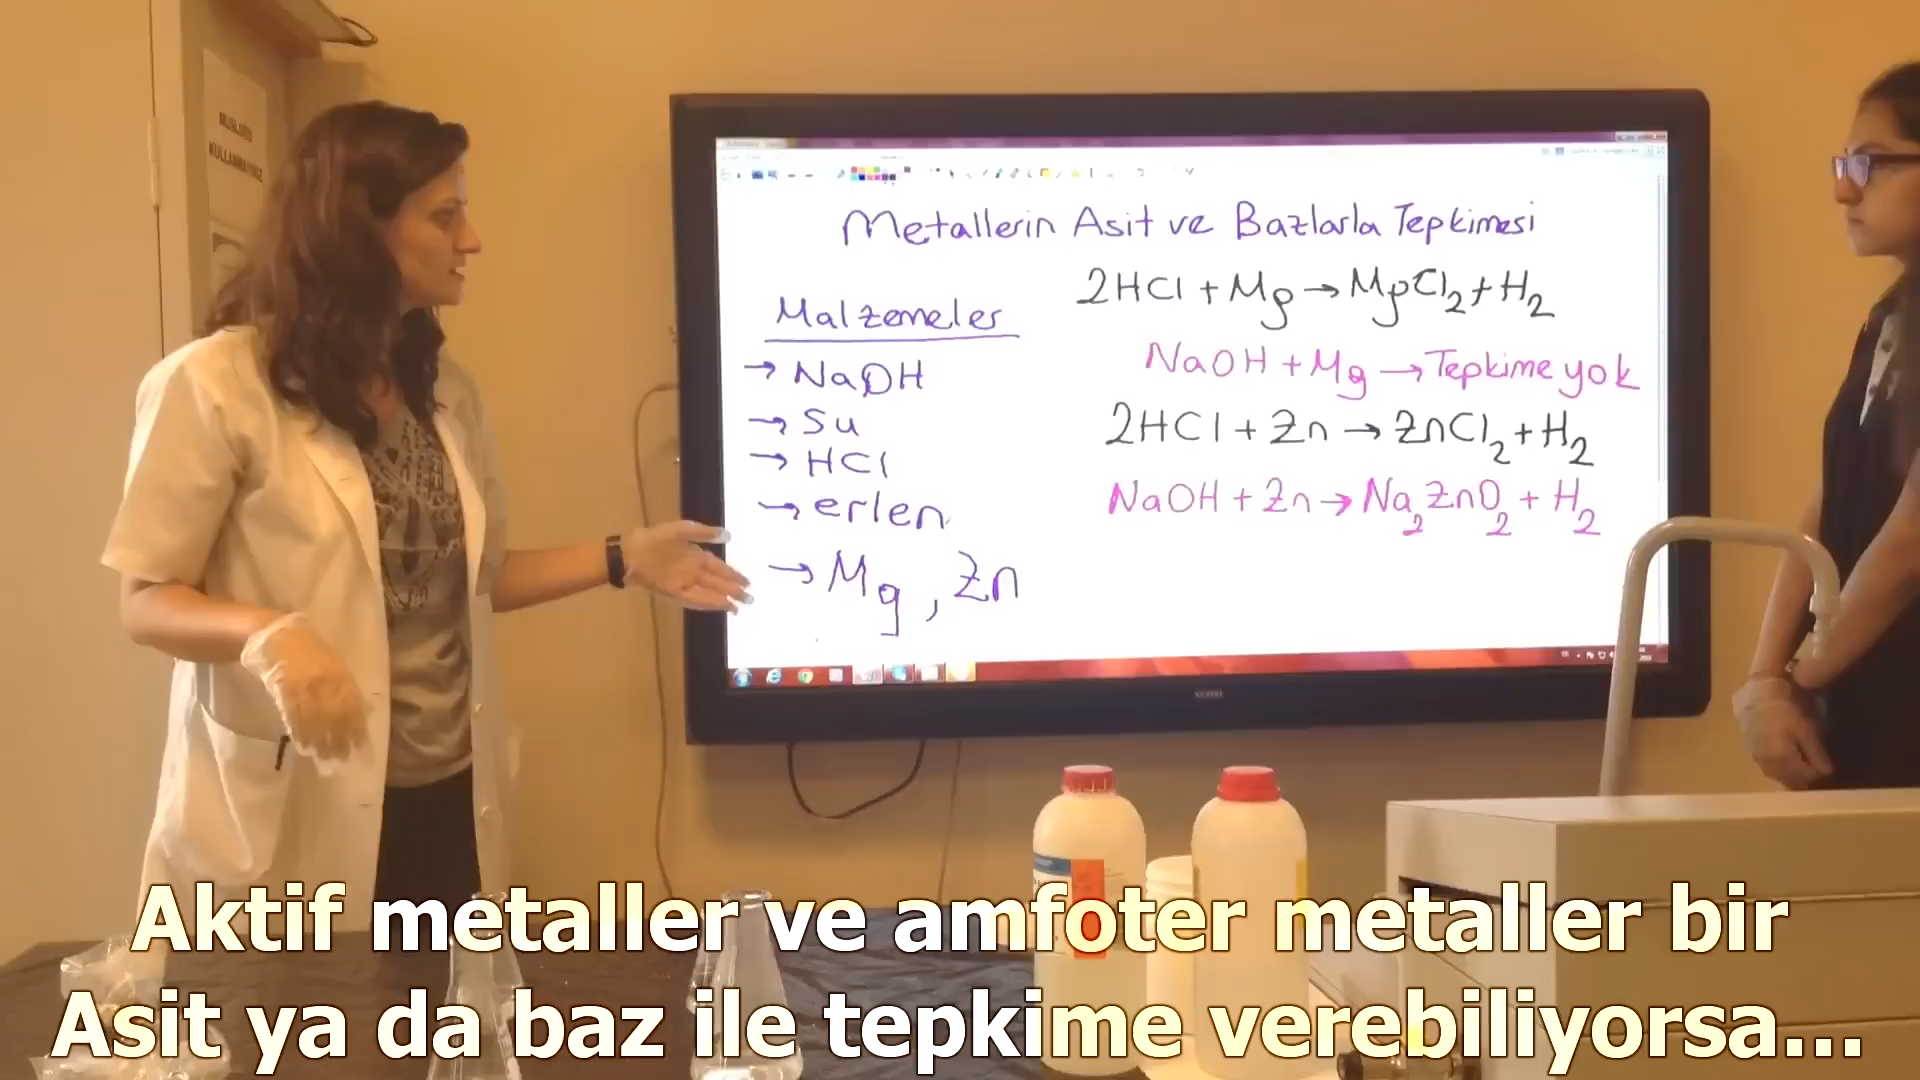 KULLANMAYINIZ
Metallerin Asit ve Bazlarla Tepkimesi
Malzemeler
→ NaOH
→ Su
→ HCl
→ erlen
→ Mg, Zn
2HCl + Mg → MgCl₂ + H₂
NaOH + Mg → Tepkime yok
2HCl + Zn → ZnCl₂ + H₂
NaOH + Zn → Na₂ZnO₂ + H₂
Aktif metaller ve amfoter metaller bir
Asit ya da baz ile tepkime verebiliyorsa...